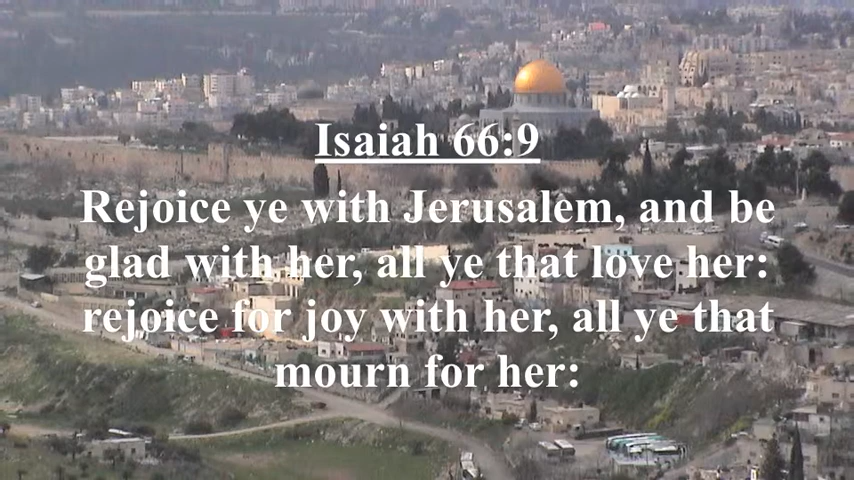 Isaiah 66:9
Rejoice ye with Jerusalem, and be
glad with her, all ye that love her:
rejoice for joy with her, all ye that
mourn for her: